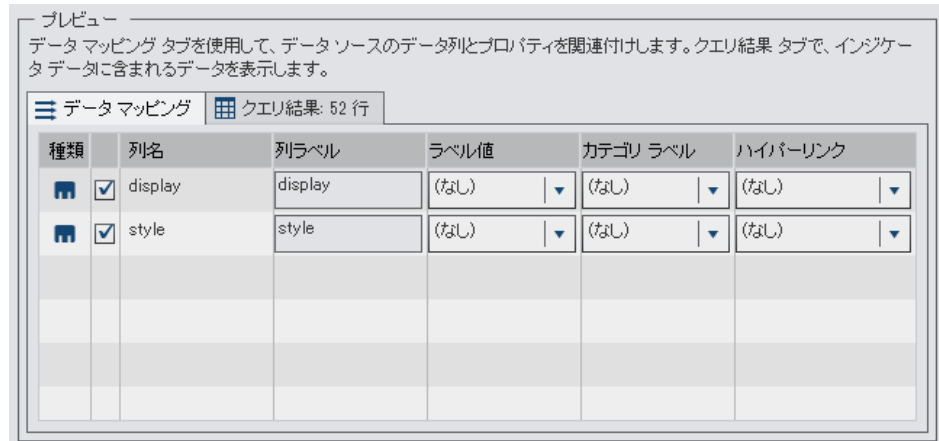 プレビュー
データ マッピング タブを使用して、データ ソースのデータ列とプロパティを関連付けします。クエリ結果 タブで、インジケー
タ データに含まれるデータを表示します。
データ マッピング クエリ結果: 52 行
種類 列名 列ラベル ラベル値 カテゴリ ラベル ハイパーリンク
display display (なし) (なし) (なし)
style style (なし) (なし) (なし)